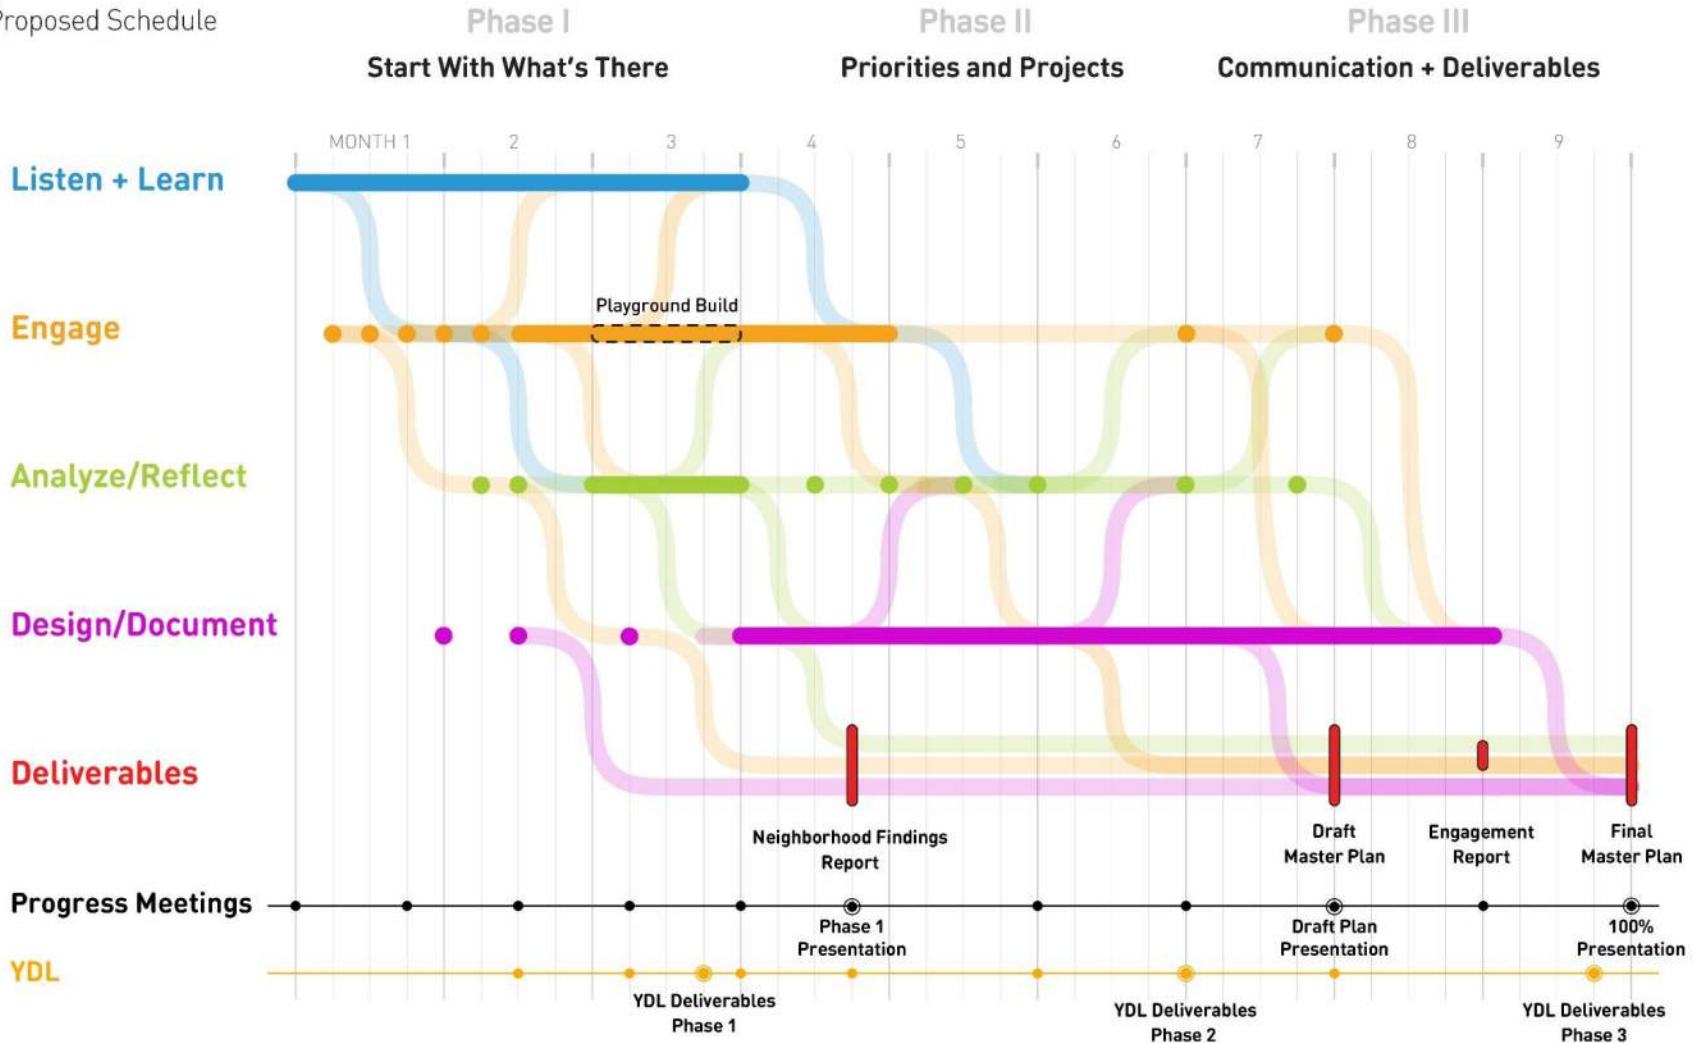 Proposed Schedule
Phase I
Phase II
Phase III
Start With What's There
Priorities and Projects
Communication + Deliverables
MONTH 1
2
3
4
5
6
7
8
9
Listen + Learn
Engage
Playground Build
Analyze/Reflect
Design/Document
Deliverables
Neighborhood Findings
Report
Draft
Master Plan
Engagement
Report
Final
Master Plan
Progress Meetings
Phase 1
Presentation
Draft Plan
Presentation
100%
Presentation
YDL
YDL Deliverables
Phase 1
YDL Deliverables
Phase 2
YDL Deliverables
Phase 3